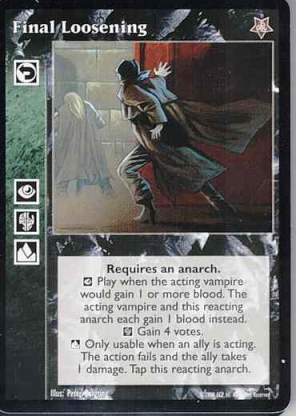 Final Loosening
Requires an anarch.
Play when the acting vampire
would gain 1 or more blood. The
acting vampire and this reacting
anarch each gain 1 blood instead.
Gain 4 votes.
Only usable when an ally is acting.
The action fails and the ally takes
1 damage. Tap this reacting anarch.
Illus:
Reserved